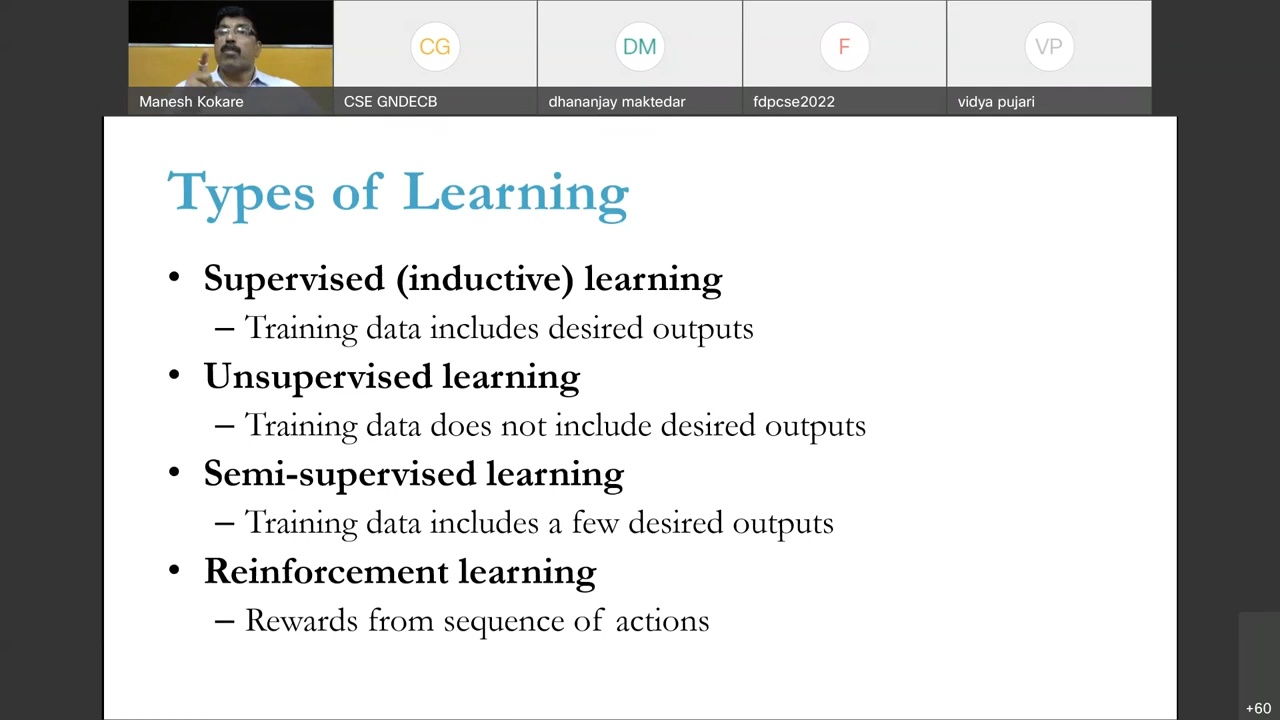 CG
DM
F
VP
Manesh Kokare
CSE GNDECB
dhananjay maktedar
fdpcse2022
vidya pujari
Types of Learning
• Supervised (inductive) learning
– Training data includes desired outputs
• Unsupervised learning
– Training data does not include desired outputs
• Semi-supervised learning
– Training data includes a few desired outputs
• Reinforcement learning
– Rewards from sequence of actions
+60